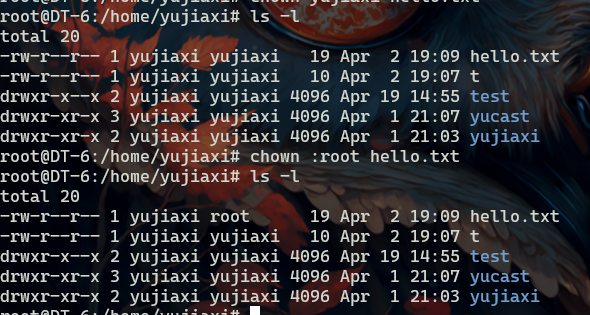 root@DT-6:/home/yujiaxi# chown yujiaxi hello.txt
root@DT-6:/home/yujiaxi# ls -l
total 20
-rw-r--r-- 1 yujiaxi yujiaxi   19 Apr  2 19:09 hello.txt
-rw-r--r-- 1 yujiaxi yujiaxi   10 Apr  2 19:07 t
drwxr-x--x 2 yujiaxi yujiaxi 4096 Apr 19 14:55 test
drwxr-xr-x 3 yujiaxi yujiaxi 4096 Apr  1 21:07 yucast
drwxr-xr-x 2 yujiaxi yujiaxi 4096 Apr  1 21:03 yujiaxi
root@DT-6:/home/yujiaxi# chown :root hello.txt
root@DT-6:/home/yujiaxi# ls -l
total 20
-rw-r--r-- 1 yujiaxi root      19 Apr  2 19:09 hello.txt
-rw-r--r-- 1 yujiaxi yujiaxi   10 Apr  2 19:07 t
drwxr-x--x 2 yujiaxi yujiaxi 4096 Apr 19 14:55 test
drwxr-xr-x 3 yujiaxi yujiaxi 4096 Apr  1 21:07 yucast
drwxr-xr-x 2 yujiaxi yujiaxi 4096 Apr  1 21:03 yujiaxi
root@DT-6:/home/yujiaxi#